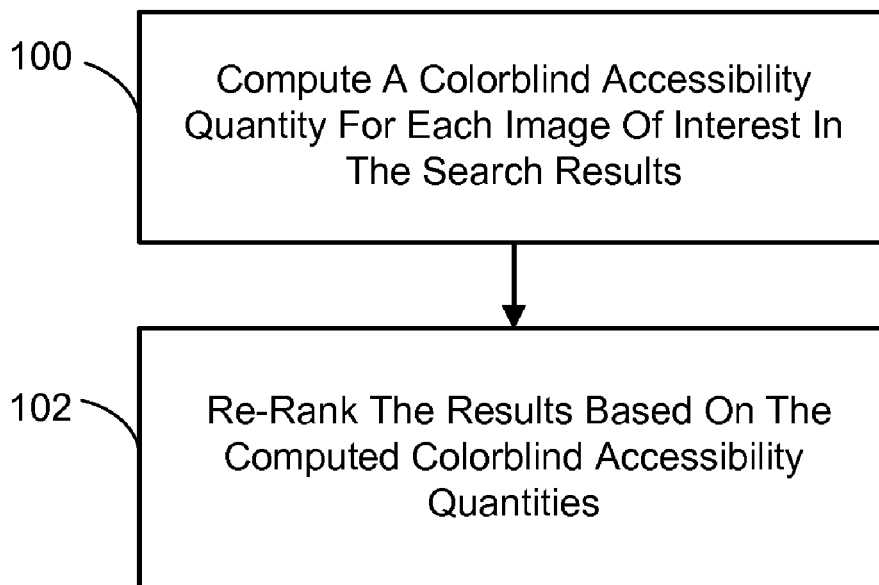 100
Compute A Colorblind Accessibility
Quantity For Each Image Of Interest In
The Search Results
102
Re-Rank The Results Based On The
Computed Colorblind Accessibility
Quantities